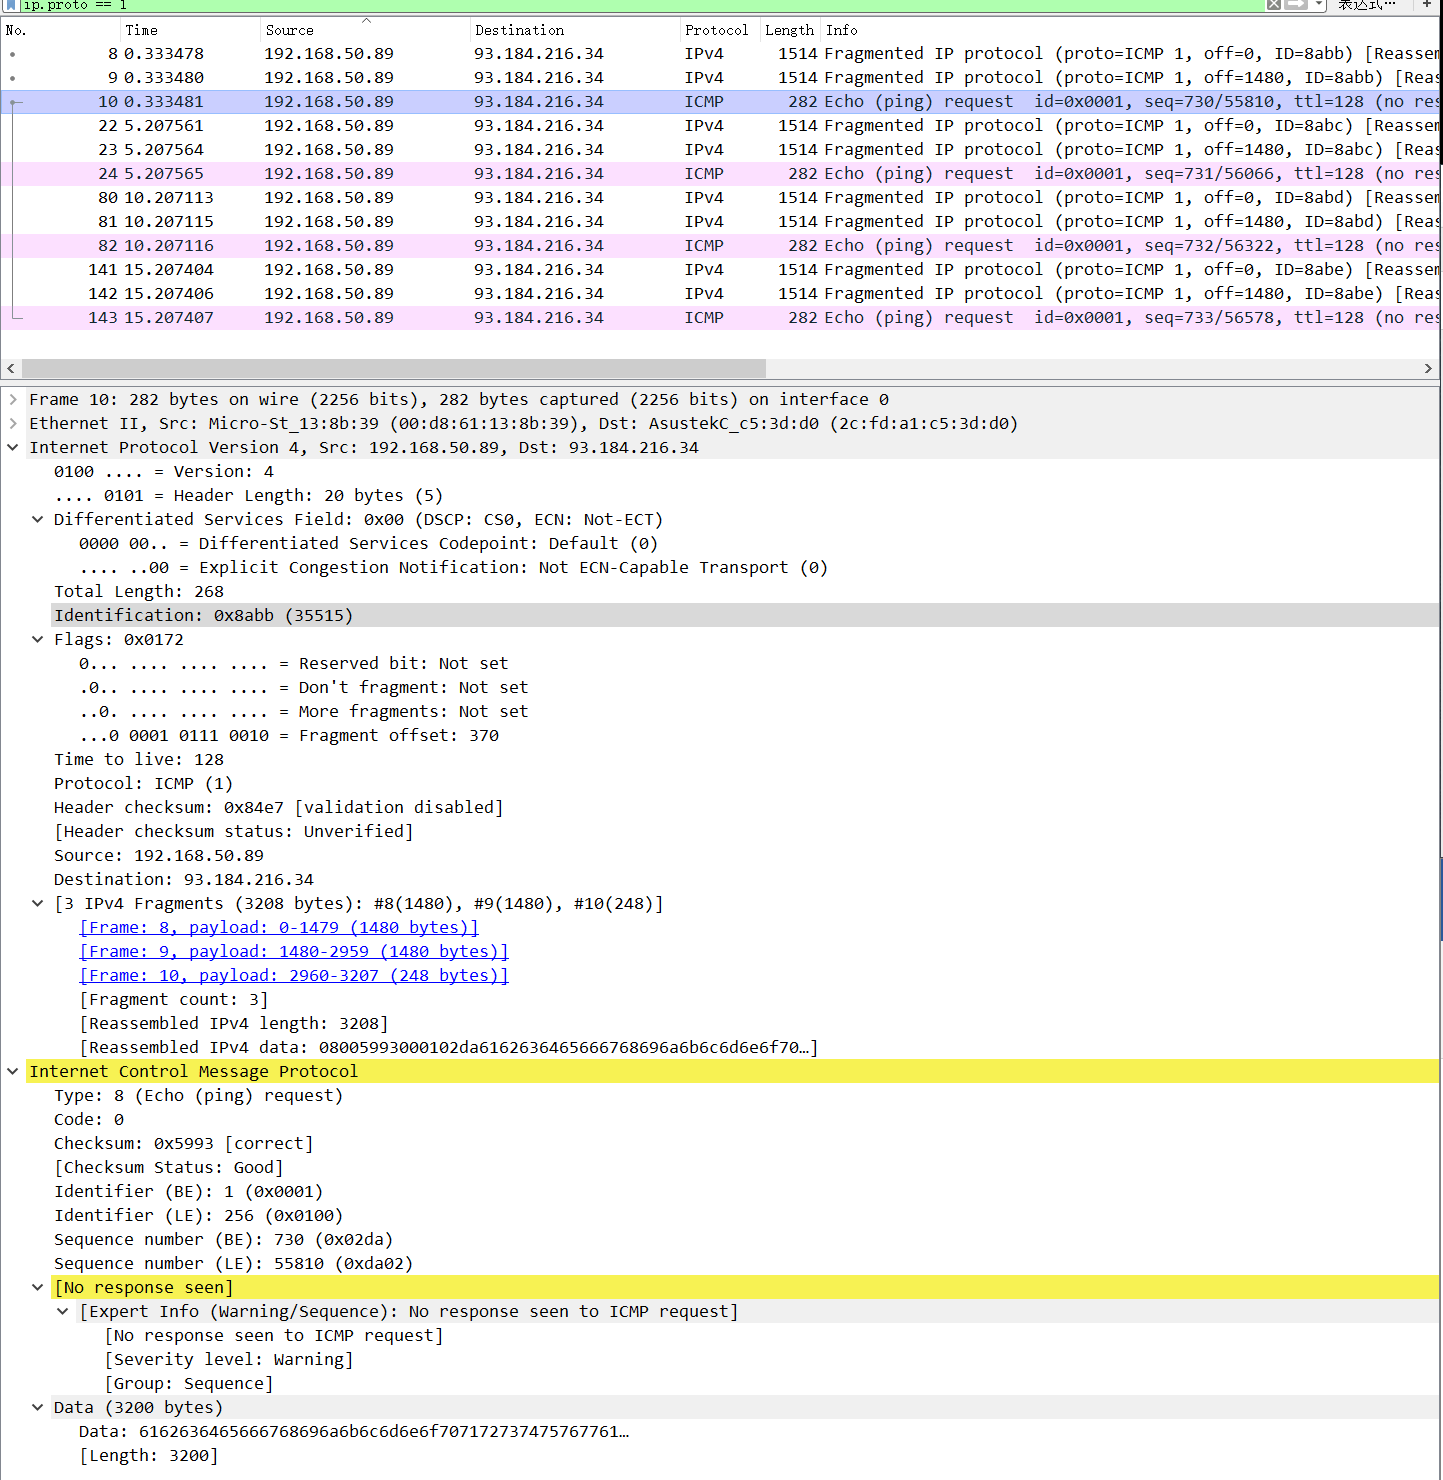 ip.proto == 1 表达式… +
No. Time Source Destination Protocol Length Info
8 0.333478 192.168.50.89 93.184.216.34 IPv4 1514 Fragmented IP protocol (proto=ICMP 1, off=0, ID=8abb) [Reassem
9 0.333480 192.168.50.89 93.184.216.34 IPv4 1514 Fragmented IP protocol (proto=ICMP 1, off=1480, ID=8abb) [Reas
10 0.333481 192.168.50.89 93.184.216.34 ICMP 282 Echo (ping) request id=0x0001, seq=730/55810, ttl=128 (no res
22 5.207561 192.168.50.89 93.184.216.34 IPv4 1514 Fragmented IP protocol (proto=ICMP 1, off=0, ID=8abc) [Reassem
23 5.207564 192.168.50.89 93.184.216.34 IPv4 1514 Fragmented IP protocol (proto=ICMP 1, off=1480, ID=8abc) [Reas
24 5.207565 192.168.50.89 93.184.216.34 ICMP 282 Echo (ping) request id=0x0001, seq=731/56066, ttl=128 (no res
80 10.207113 192.168.50.89 93.184.216.34 IPv4 1514 Fragmented IP protocol (proto=ICMP 1, off=0, ID=8abd) [Reassem
81 10.207115 192.168.50.89 93.184.216.34 IPv4 1514 Fragmented IP protocol (proto=ICMP 1, off=1480, ID=8abd) [Reas
82 10.207116 192.168.50.89 93.184.216.34 ICMP 282 Echo (ping) request id=0x0001, seq=732/56322, ttl=128 (no res
141 15.207404 192.168.50.89 93.184.216.34 IPv4 1514 Fragmented IP protocol (proto=ICMP 1, off=0, ID=8abe) [Reassem
142 15.207406 192.168.50.89 93.184.216.34 IPv4 1514 Fragmented IP protocol (proto=ICMP 1, off=1480, ID=8abe) [Reas
143 15.207407 192.168.50.89 93.184.216.34 ICMP 282 Echo (ping) request id=0x0001, seq=733/56578, ttl=128 (no res
Frame 10: 282 bytes on wire (2256 bits), 282 bytes captured (2256 bits) on interface 0
Ethernet II, Src: Micro-St_13:8b:39 (00:d8:61:13:8b:39), Dst: AsustekC_c5:3d:d0 (2c:fd:a1:c5:3d:d0)
Internet Protocol Version 4, Src: 192.168.50.89, Dst: 93.184.216.34
0100 .... = Version: 4
.... 0101 = Header Length: 20 bytes (5)
Differentiated Services Field: 0x00 (DSCP: CS0, ECN: Not-ECT)
0000 00.. = Differentiated Services Codepoint: Default (0)
.... ..00 = Explicit Congestion Notification: Not ECN-Capable Transport (0)
Total Length: 268
Identification: 0x8abb (35515)
Flags: 0x0172
0... .... .... .... = Reserved bit: Not set
.0.. .... .... .... = Don't fragment: Not set
..0. .... .... .... = More fragments: Not set
...0 0001 0111 0010 = Fragment offset: 370
Time to live: 128
Protocol: ICMP (1)
Header checksum: 0x84e7 [validation disabled]
[Header checksum status: Unverified]
Source: 192.168.50.89
Destination: 93.184.216.34
[3 IPv4 Fragments (3208 bytes): #8(1480), #9(1480), #10(248)]
[Frame: 8, payload: 0-1479 (1480 bytes)]
[Frame: 9, payload: 1480-2959 (1480 bytes)]
[Frame: 10, payload: 2960-3207 (248 bytes)]
[Fragment count: 3]
[Reassembled IPv4 length: 3208]
[Reassembled IPv4 data: 08005993000102da6162636465666768696a6b6c6d6e6f70…]
Internet Control Message Protocol
Type: 8 (Echo (ping) request)
Code: 0
Checksum: 0x5993 [correct]
[Checksum Status: Good]
Identifier (BE): 1 (0x0001)
Identifier (LE): 256 (0x0100)
Sequence number (BE): 730 (0x02da)
Sequence number (LE): 55810 (0xda02)
[No response seen]
[Expert Info (Warning/Sequence): No response seen to ICMP request]
[No response seen to ICMP request]
[Severity level: Warning]
[Group: Sequence]
Data (3200 bytes)
Data: 6162636465666768696a6b6c6d6e6f707172737475767761…
[Length: 3200]